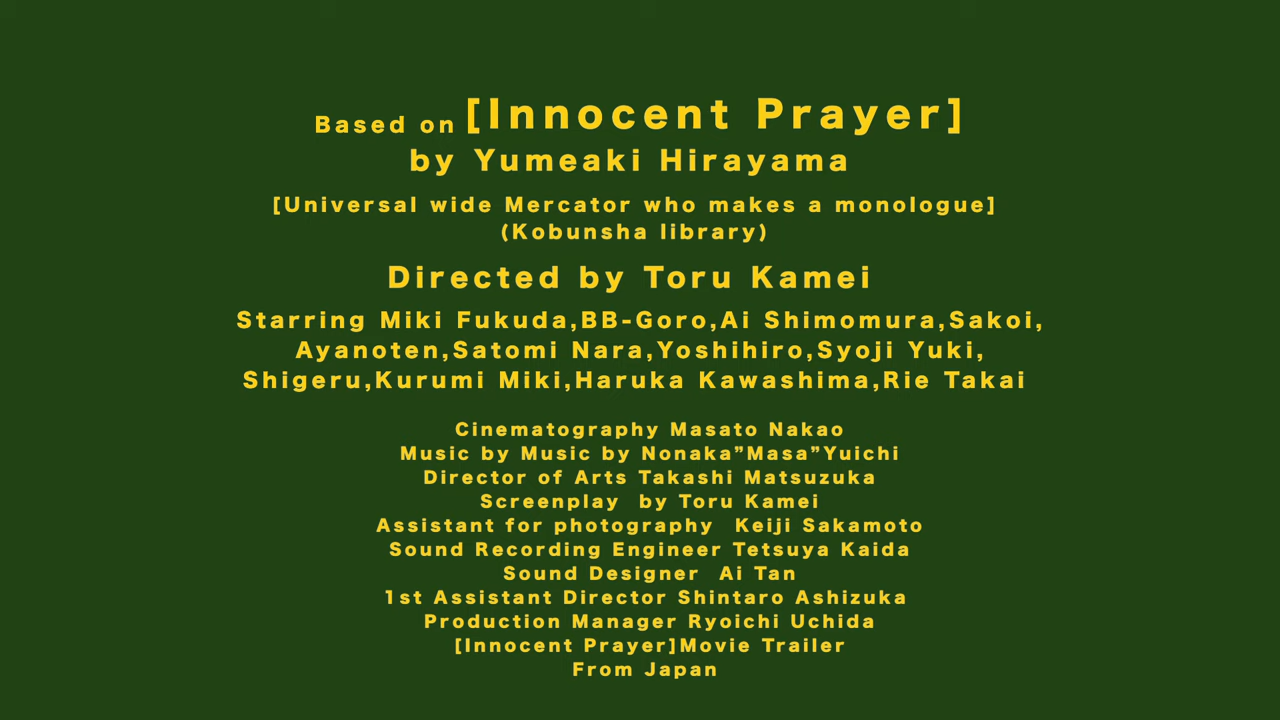 Based on [Innocent Prayer]
by Yumeaki Hirayama
[Universal wide Mercator who makes a monologue]
(Kobunsha library)
Directed by Toru Kamei
Starring Miki Fukuda,BB-Goro,Ai Shimomura,Sakoi,
Ayanoten,Satomi Nara,Yoshihiro,Syoji Yuki,
Shigeru,Kurumi Miki,Haruka Kawashima,Rie Takai
Cinematography Masato Nakao
Music by Music by Nonaka”Masa”Yuichi
Director of Arts Takashi Matsuzuka
Screenplay  by Toru Kamei
Assistant for photography  Keiji Sakamoto
Sound Recording Engineer Tetsuya Kaida
Sound Designer  Ai Tan
1st Assistant Director Shintaro Ashizuka
Production Manager Ryoichi Uchida
[Innocent Prayer]Movie Trailer
From Japan